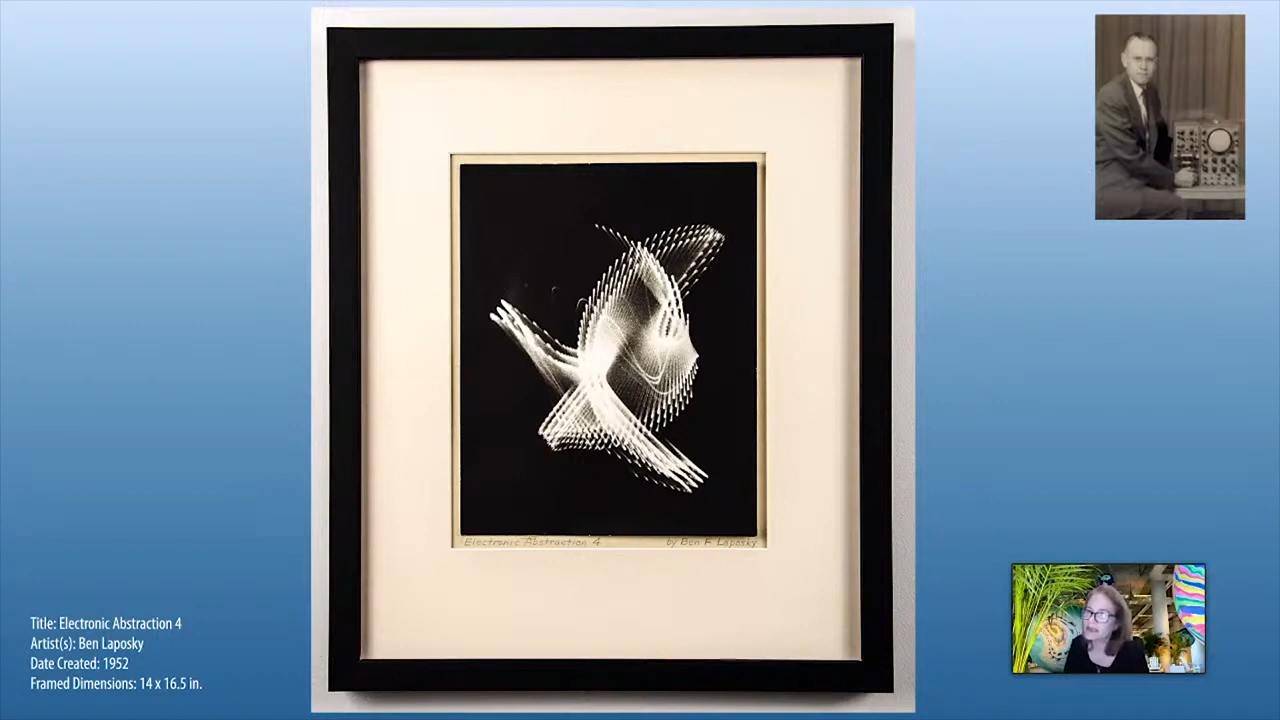 Electronic Abstraction 4 by Ben F. Laposky
Title: Electronic Abstraction 4
Artist(s): Ben Laposky
Date Created: 1952
Framed Dimensions: 14 x 16.5 in.